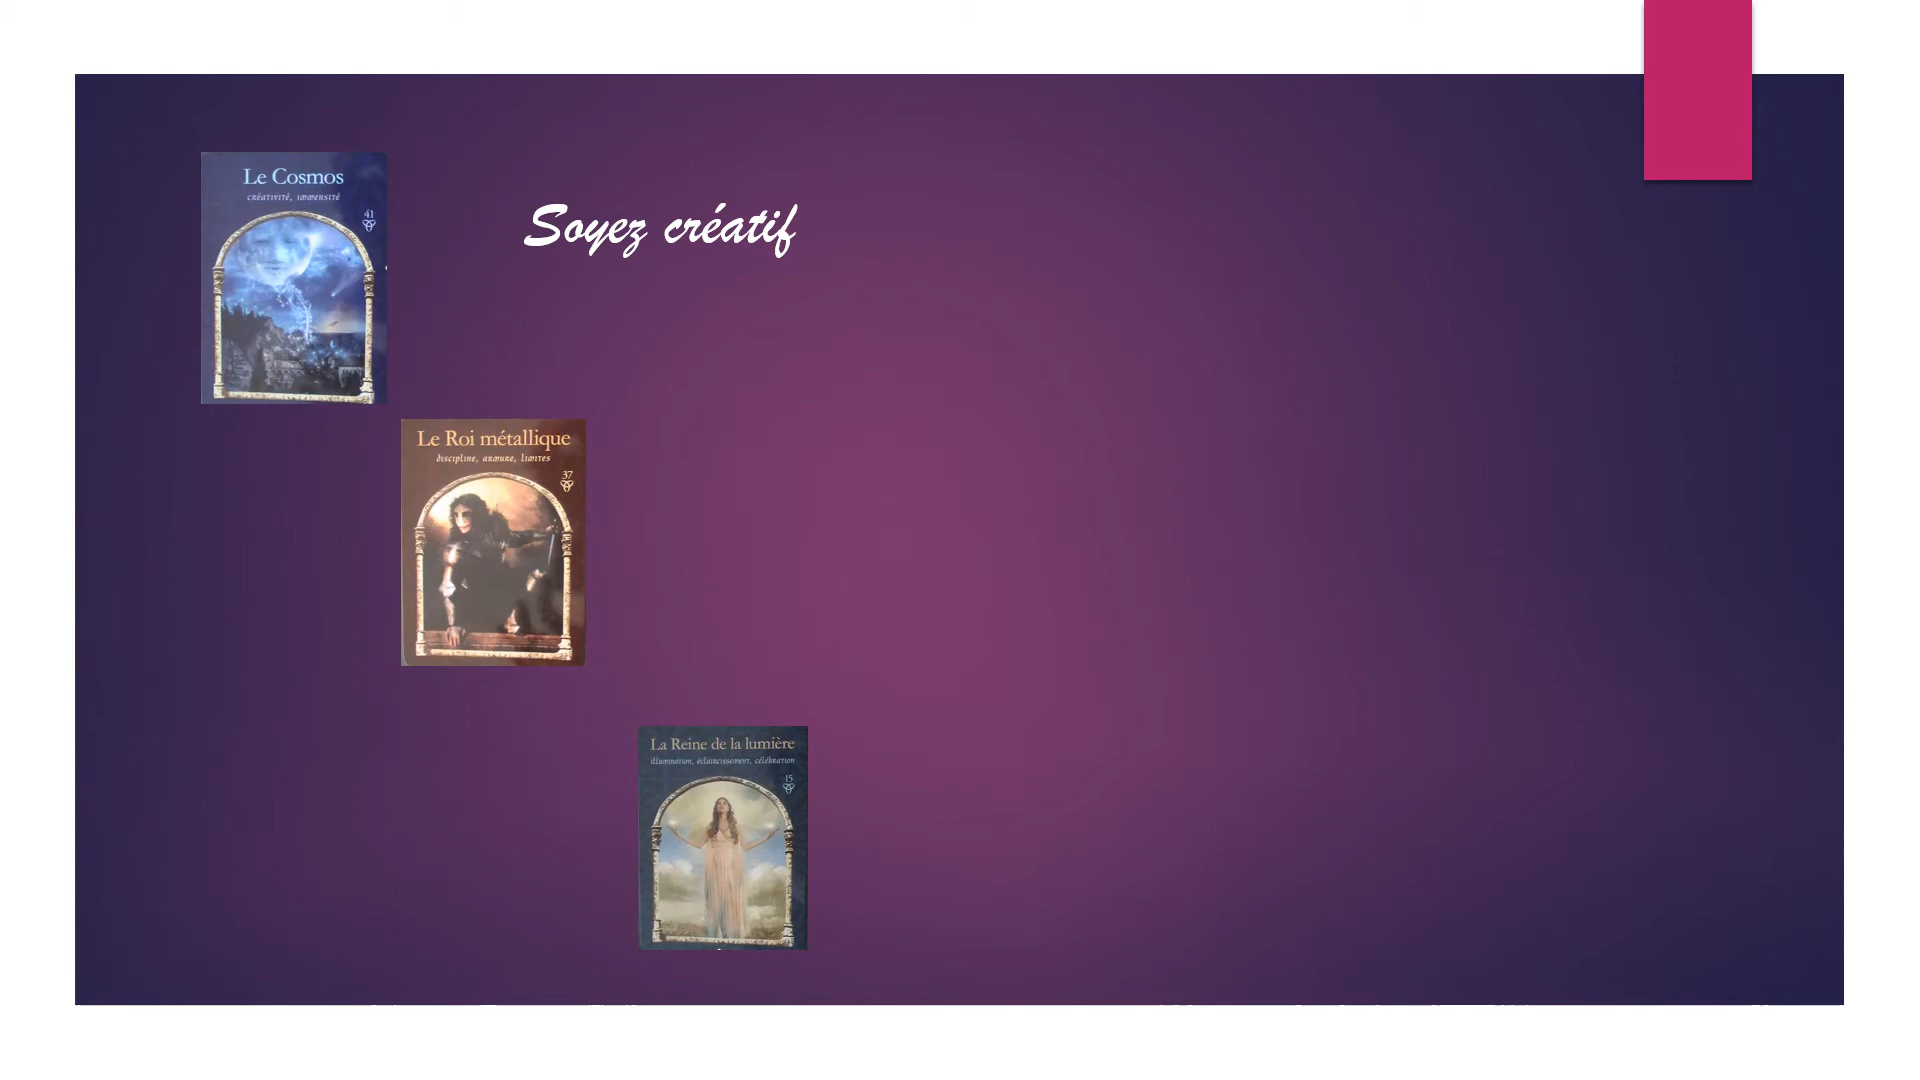 Le Cosmos
créativité, immensité
41
Soyez créatif
Le Roi métallique
discipline, armure, limites
37
La Reine de la lumière
illumination, éclaircissement, célébration
15